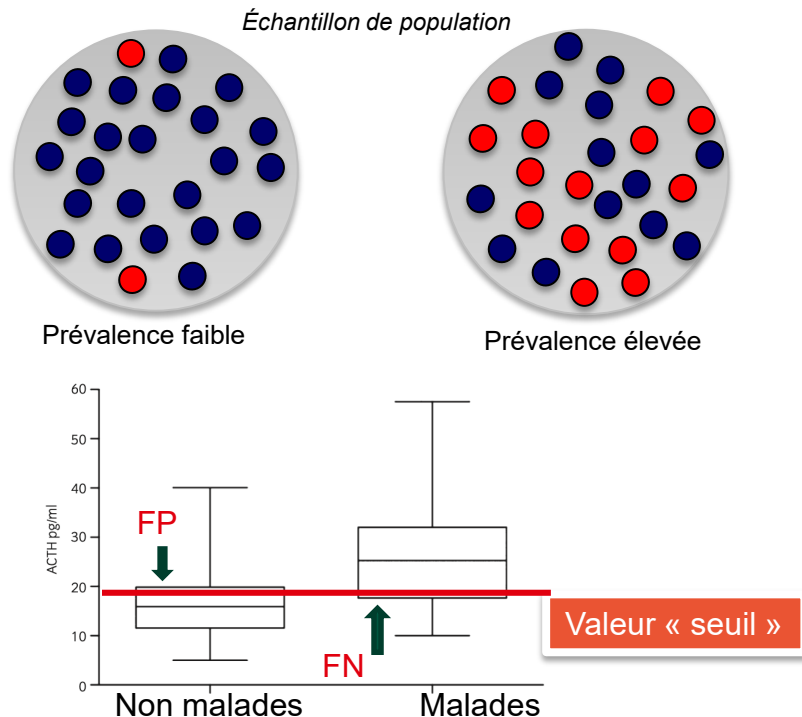 Échantillon de population
Prévalence faible
Prévalence élevée
60
50
40
30
20
10
0
ACTH pg/ml
FP
FN
Valeur « seuil »
Non malades
Malades